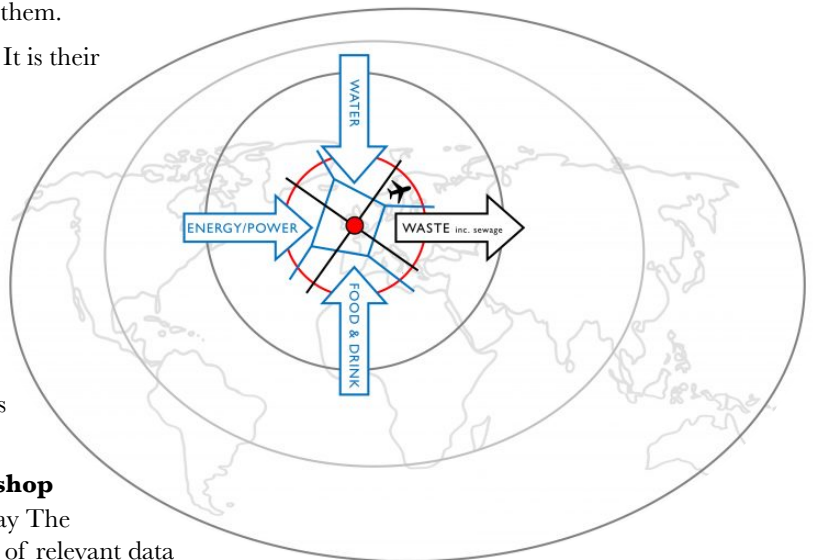 them.
It is their
WATER
ENERGY/POWER
WASTE inc. sewage
FOOD & DRINK
s
shop
ay The
of relevant data